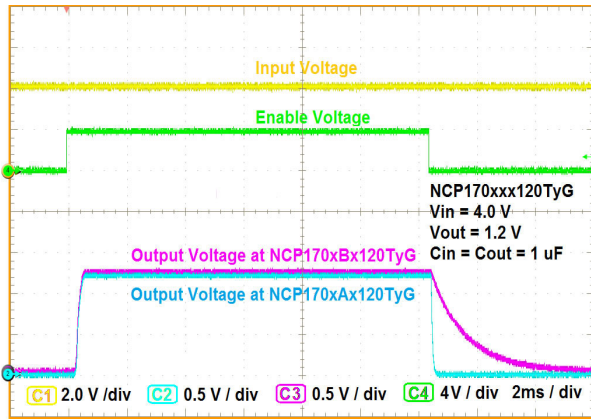 Input Voltage
Enable Voltage
NCP170xxx120TyG
Vin = 4.0 V
Vout = 1.2 V
Cin = Cout = 1 uF
Output Voltage at NCP170xBx120TyG
Output Voltage at NCP170xAx120TyG
C1 2.0 V /div C2 0.5 V / div C3 0.5 V / div C4 4V / div 2ms / div